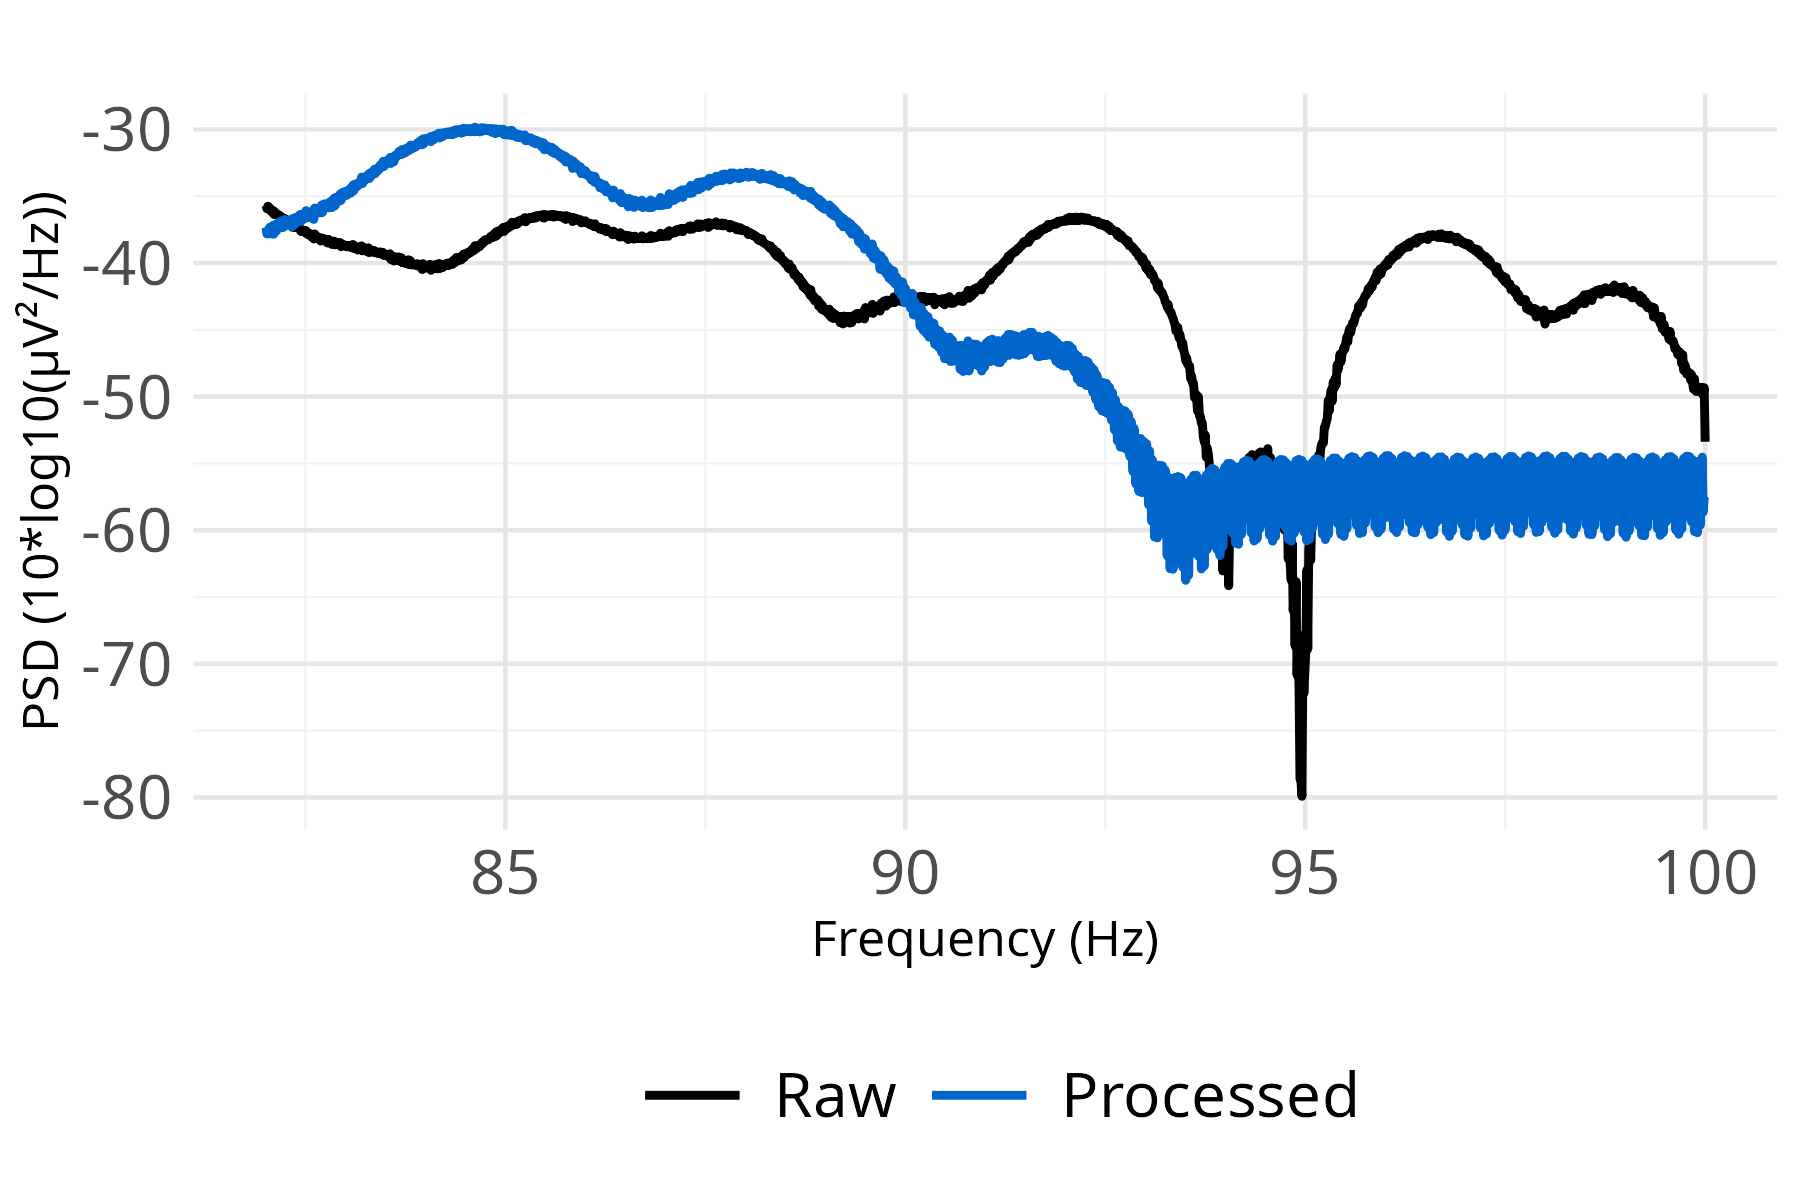 PSD (10*log10(µV²/Hz))
-30
-40
-50
-60
-70
-80
85 90 95 100
Frequency (Hz)
Raw Processed